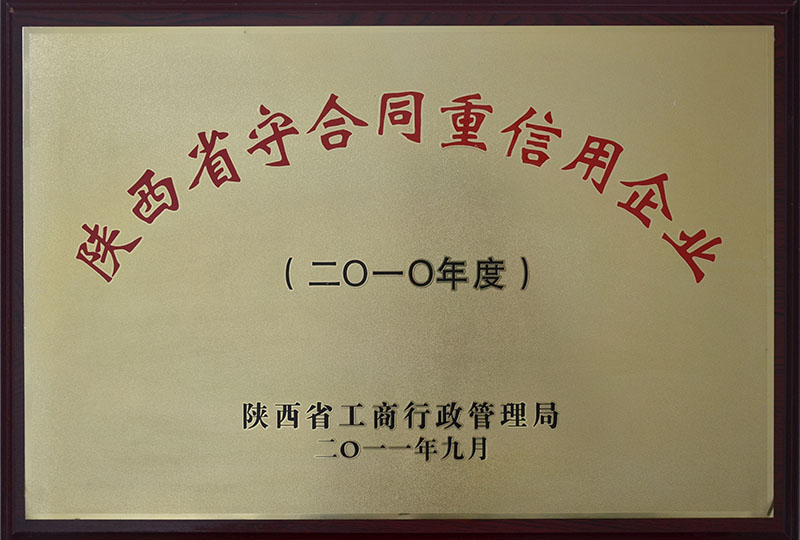 陕西省守合同重信用企业
（二〇一〇年度）
陕西省工商行政管理局
二〇一一年九月